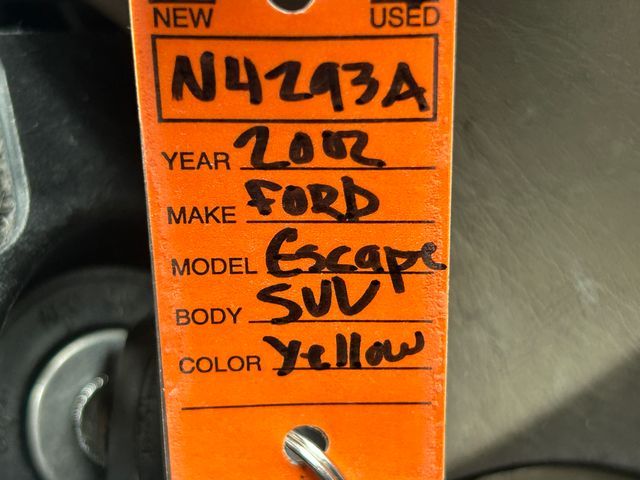 NEW USED
N4293A
YEAR 2002
MAKE FORD
MODEL Escape
BODY SUV
COLOR Yellow